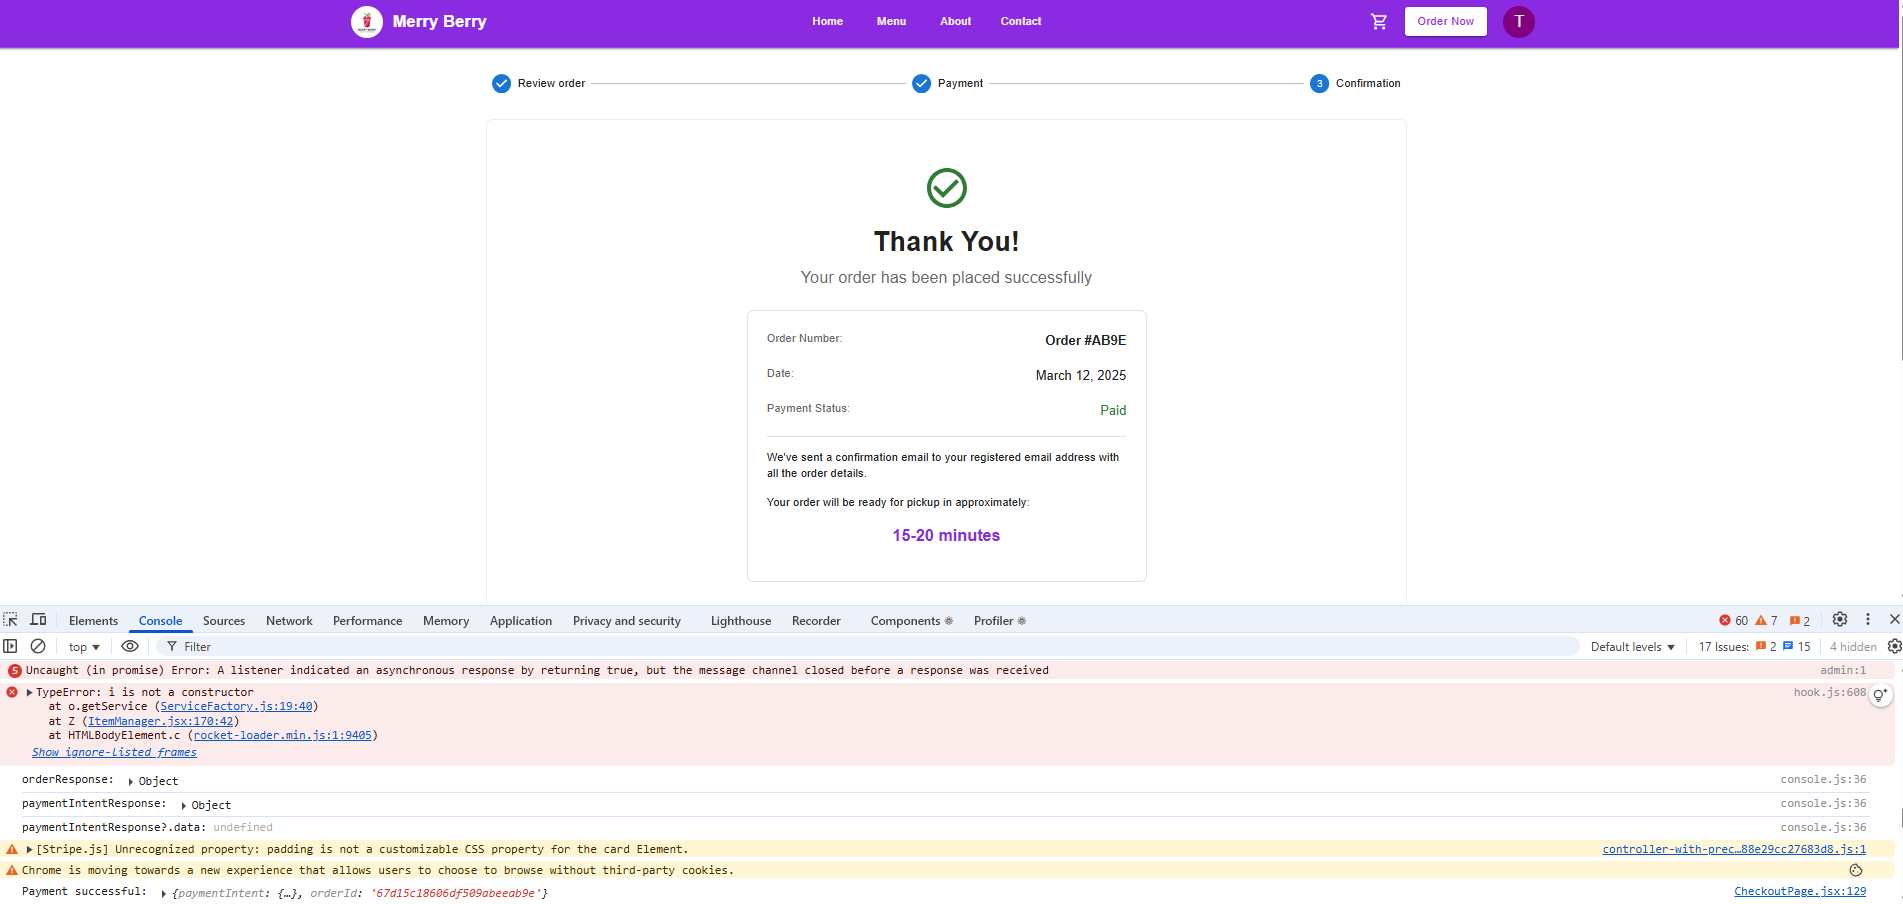 Merry Berry
Home Menu About Contact
Order Now
T
Review order
Payment
3 Confirmation
Thank You!
Your order has been placed successfully
Order Number: Order #AB9E
Date: March 12, 2025
Payment Status: Paid
We've sent a confirmation email to your registered email address with
all the order details.
Your order will be ready for pickup in approximately:
15-20 minutes
Elements Console Sources Network Performance Memory Application Privacy and security Lighthouse Recorder Components Profiler 60 7 2
top Filter Default levels 17 Issues: 2 15 4 hidden
5 Uncaught (in promise) Error: A listener indicated an asynchronous response by returning true, but the message channel closed before a response was received admin:1
TypeError: i is not a constructor hook.js:608
at o.getService (ServiceFactory.js:19:40)
at Z (ItemManager.jsx:170:42)
at HTMLBodyElement.c (rocket-loader.min.js:1:9405)
Show ignore-listed frames
orderResponse: Object console.js:36
paymentIntentResponse: Object console.js:36
paymentIntentResponse?.data: undefined console.js:36
[Stripe.js] Unrecognized property: padding is not a customizable CSS property for the card Element. controller-with-prec…88e29cc27683d8.js:1
Chrome is moving towards a new experience that allows users to choose to browse without third-party cookies.
Payment successful: {paymentIntent: {…}, orderId: '67d15c18606df509abeeab9e'} CheckoutPage.jsx:129